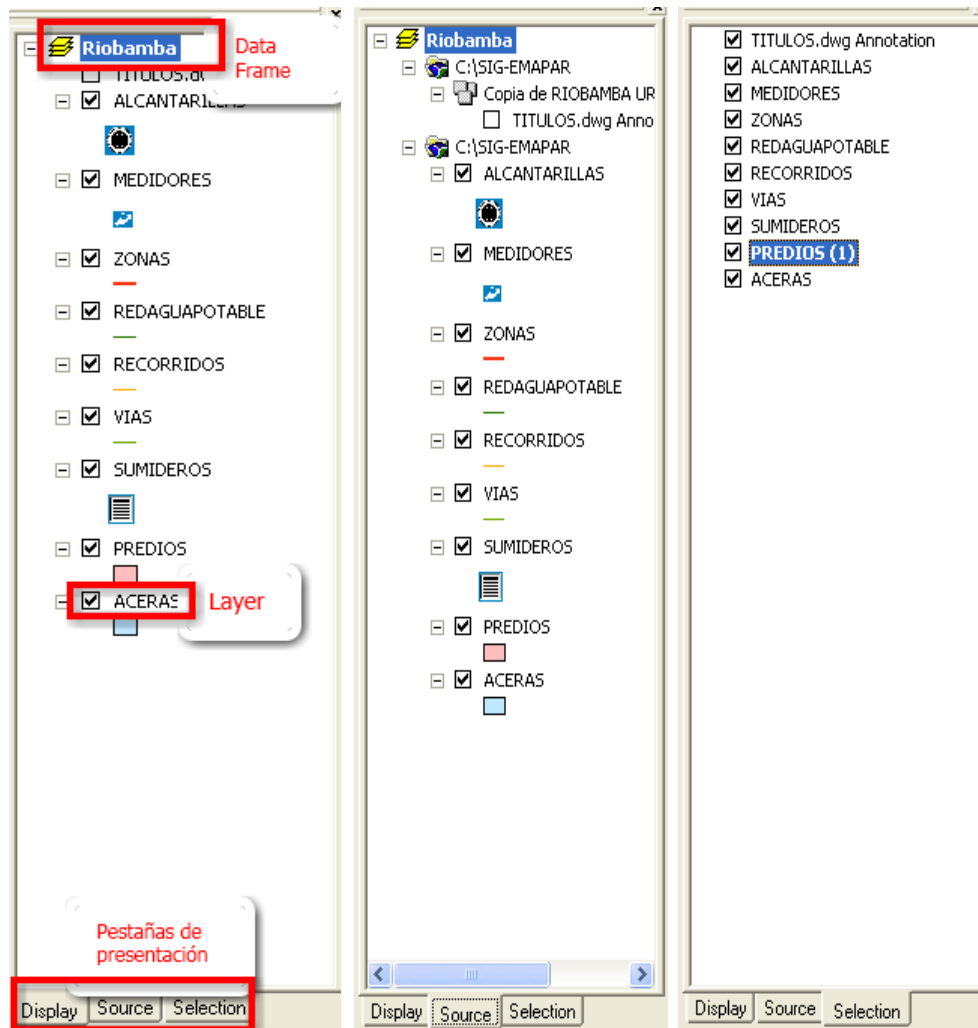 Riobamba
Data
Frame
TITULOS.d
ALCANTARILLAS
MEDIDORES
ZONAS
REDAGUAPOTABLE
RECORRIDOS
VIAS
SUMIDEROS
PREDIOS
ACERAS
Layer
Pestañas de
presentación
Display Source Selection
Riobamba
C:\SIG-EMAPAR
Copia de RIOBAMBA UR
TITULOS.dwg Anno
C:\SIG-EMAPAR
ALCANTARILLAS
MEDIDORES
ZONAS
REDAGUAPOTABLE
RECORRIDOS
VIAS
SUMIDEROS
PREDIOS
ACERAS
Display Source Selection
TITULOS.dwg Annotation
ALCANTARILLAS
MEDIDORES
ZONAS
REDAGUAPOTABLE
RECORRIDOS
VIAS
SUMIDEROS
PREDIOS (1)
ACERAS
Display Source Selection